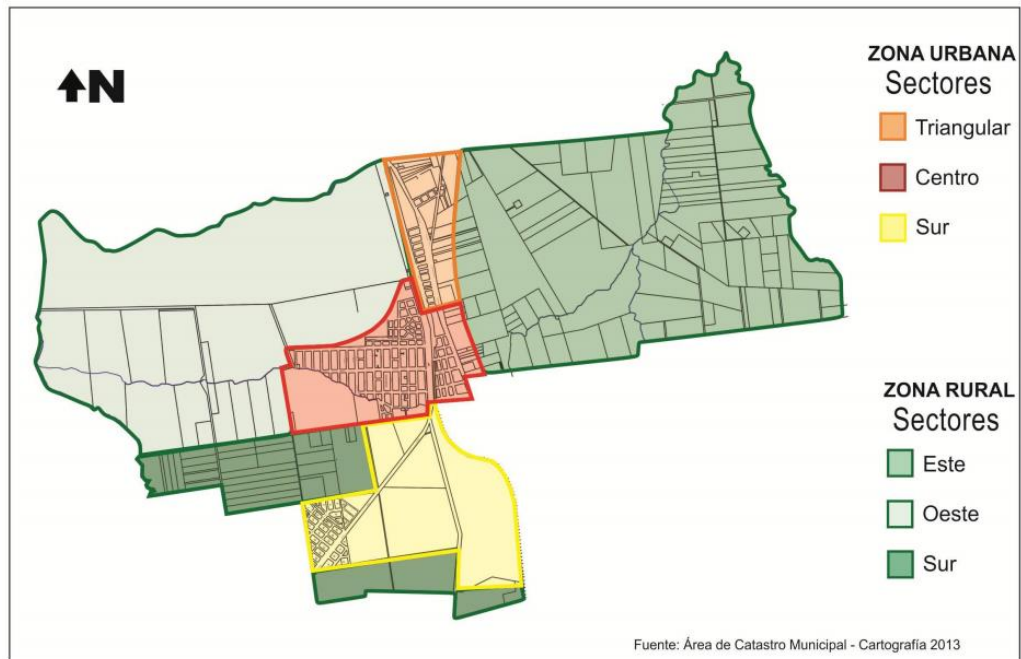 N
ZONA URBANA
Sectores
Triangular
Centro
Sur
ZONA RURAL
Sectores
Este
Oeste
Sur
Fuente: Área de Catastro Municipal - Cartografía 2013